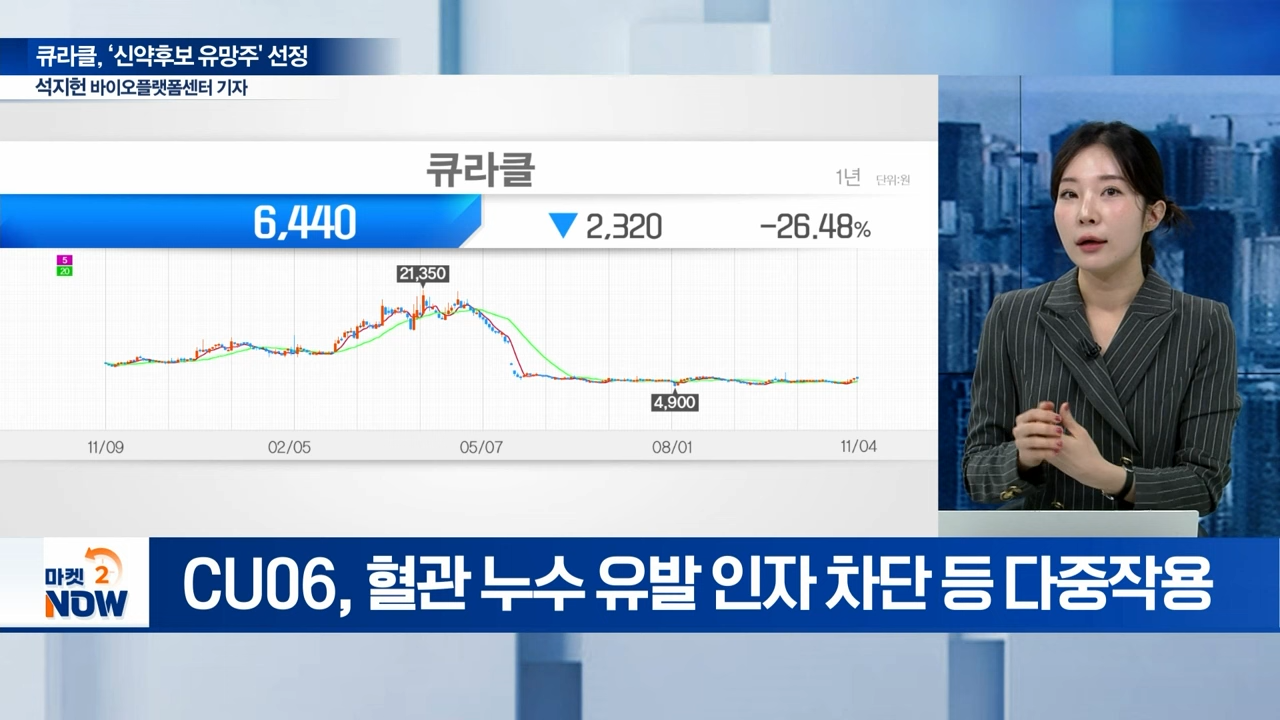 큐라클, ‘신약후보 유망주' 선정
석지헌 바이오플랫폼센터 기자
큐라클
1년 단위:원
6,440 ▼ 2,320 -26.48%
5
20
21,350
4,900
11/09 02/05 05/07 08/01 11/04
마켓 2
NOW
CU06, 혈관 누수 유발 인자 차단 등 다중작용